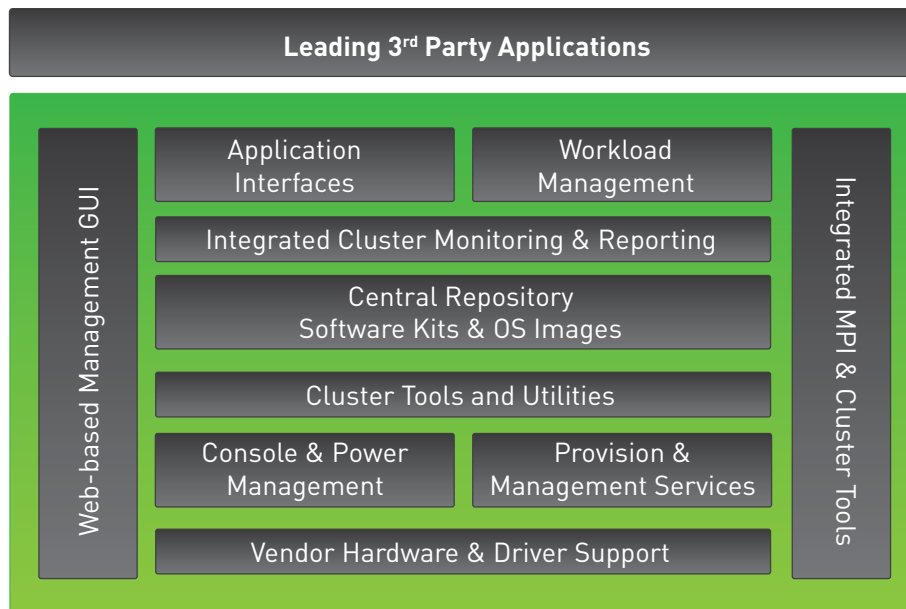 Leading 3rd Party Applications
Web-based Management GUI
Application
Interfaces
Workload
Management
Integrated Cluster Monitoring & Reporting
Central Repository
Software Kits & OS Images
Cluster Tools and Utilities
Console & Power
Management
Provision &
Management Services
Vendor Hardware & Driver Support
Integrated MPI & Cluster Tools